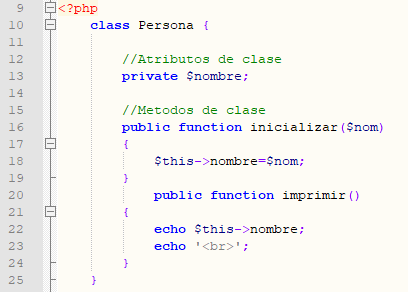 9 <?php
10 class Persona {
11
12 //Atributos de clase
13 private $nombre;
14
15 //Metodos de clase
16 public function inicializar($nom)
17 {
18 $this->nombre=$nom;
19 }
20 public function imprimir()
21 {
22 echo $this->nombre;
23 echo '<br>';
24 }
25 }